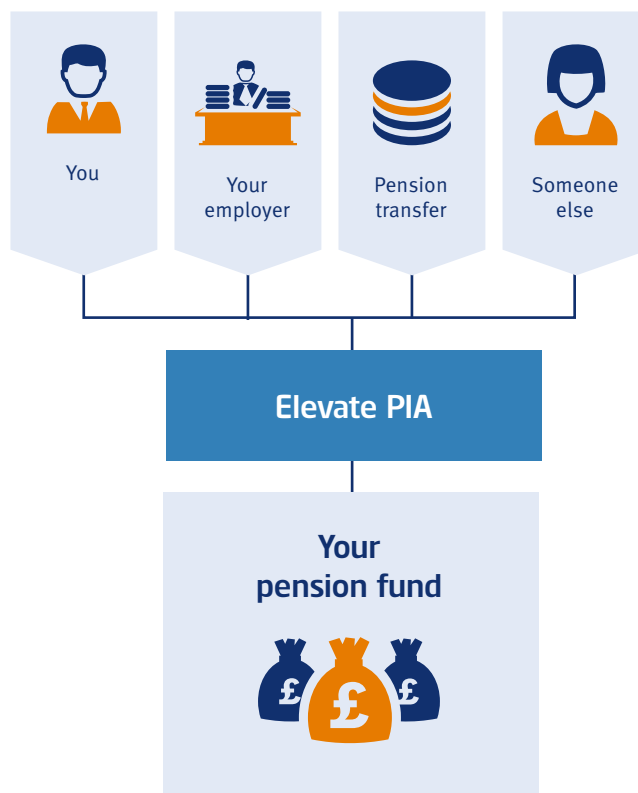 You
Your
employer
Pension
transfer
Someone
else
Elevate PIA
Your
pension fund
£
£
£